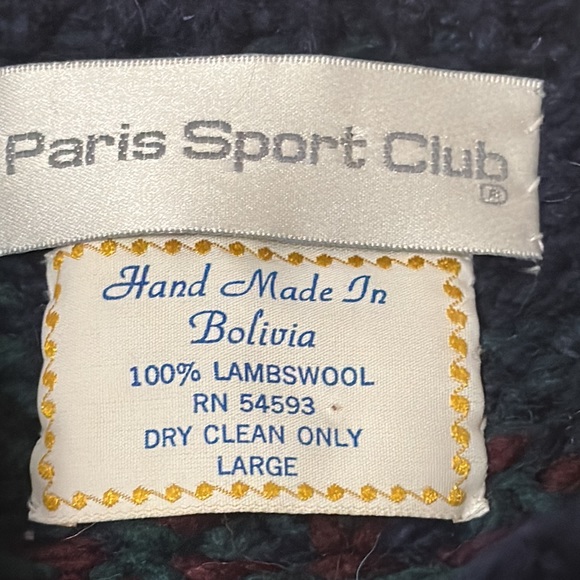 Paris Sport Club
®
Hand Made In
Bolivia
100% LAMBSWOOL
RN 54593
DRY CLEAN ONLY
LARGE